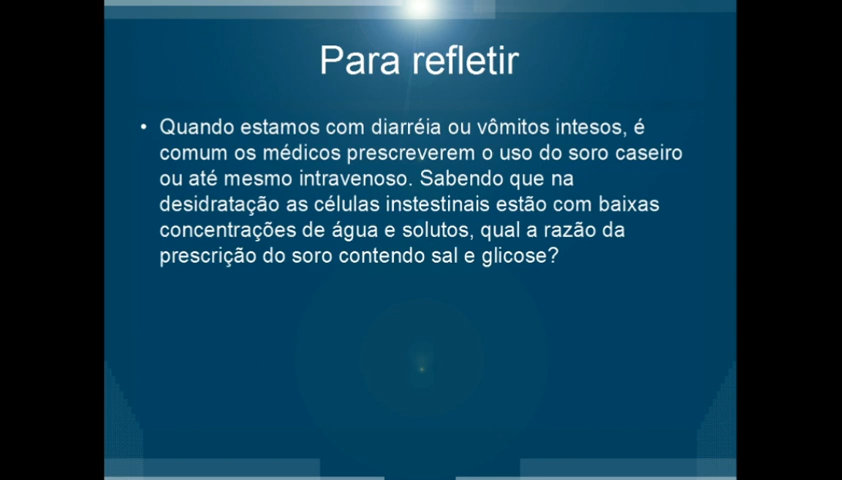 Para refletir
• Quando estamos com diarréia ou vômitos intesos, é
comum os médicos prescreverem o uso do soro caseiro
ou até mesmo intravenoso. Sabendo que na
desidratação as células instestinais estão com baixas
concentrações de água e solutos, qual a razão da
prescrição do soro contendo sal e glicose?